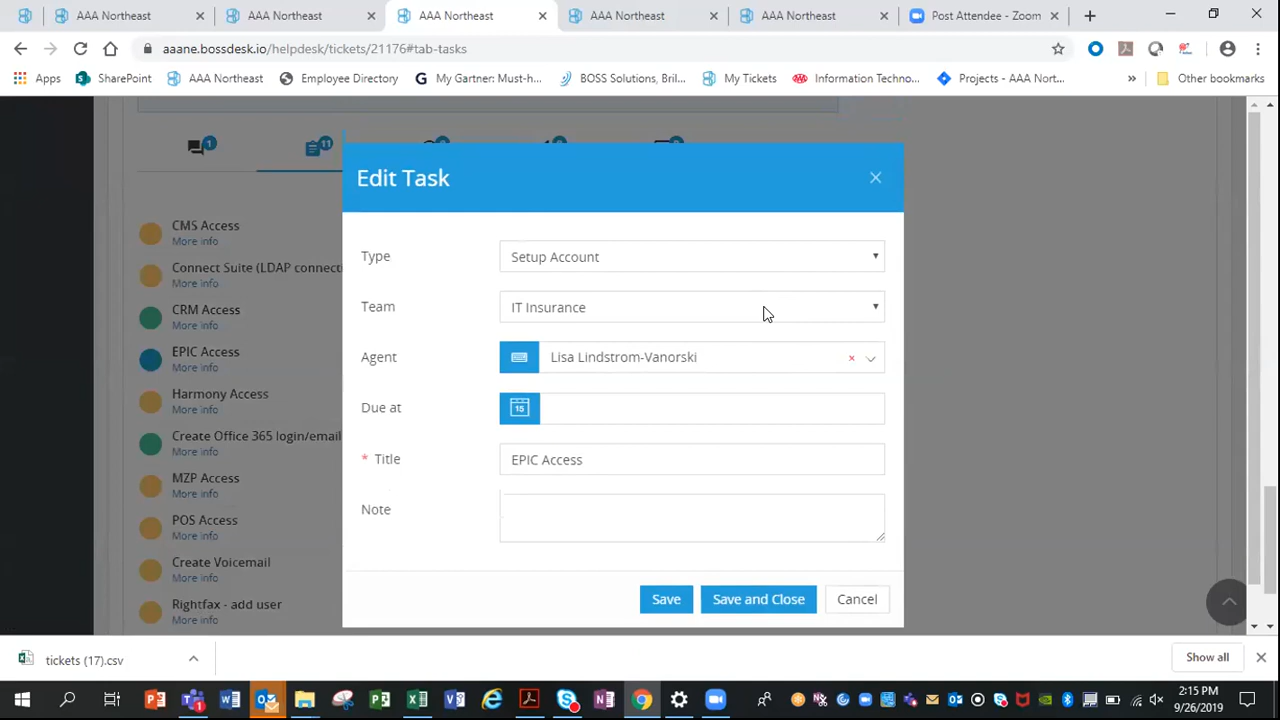 AAA Northeast
AAA Northeast
AAA Northeast
AAA Northeast
AAA Northeast
Post Attendee - Zoom
aaane.bossdesk.io/helpdesk/tickets/21176#tab-tasks
Apps
SharePoint
AAA Northeast
Employee Directory
My Gartner: Must-h...
BOSS Solutions, Bril...
My Tickets
Information Techno...
Projects - AAA Nort...
»
Other bookmarks
1
11
Edit Task
CMS Access
More info
Connect Suite (LDAP connecti
More info
CRM Access
More info
EPIC Access
More info
Harmony Access
More info
Create Office 365 login/email
More info
MZP Access
More info
POS Access
More info
Create Voicemail
More info
Rightfax - add user
More info
Type
Setup Account
Team
IT Insurance
Agent
Lisa Lindstrom-Vanorski
Due at
15
* Title
EPIC Access
Note
Save
Save and Close
Cancel
tickets (17).csv
Show all
2:15 PM
9/26/2019